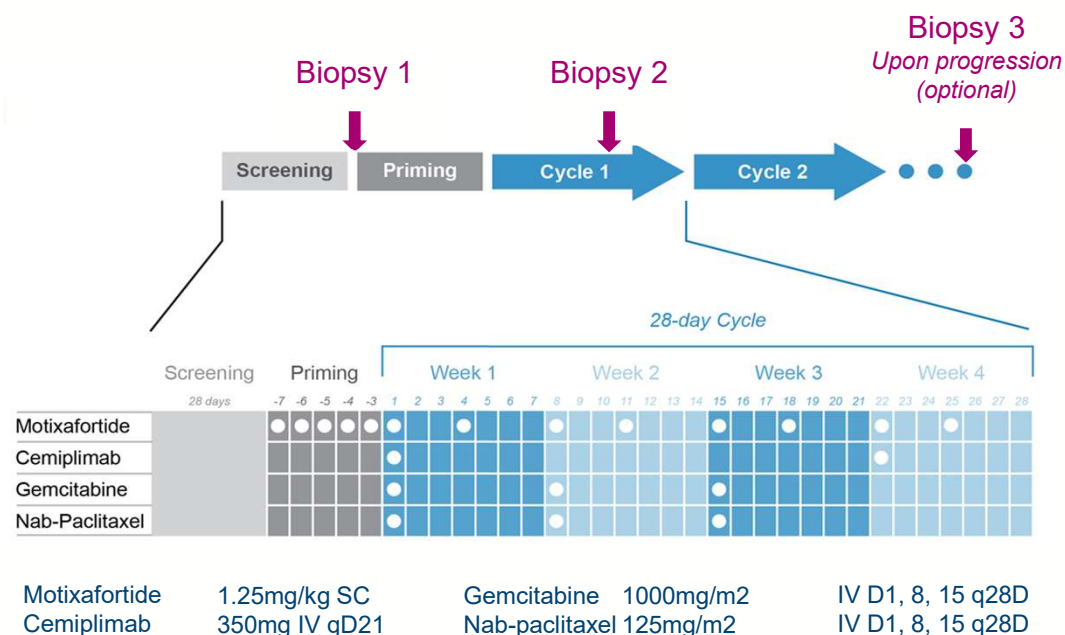 Biopsy 1
Biopsy 2
Biopsy 3
Upon progression
(optional)
Screening
Priming
Cycle 1
Cycle 2
28-day Cycle
Screening
Priming
Week 1
Week 2
Week 3
Week 4
28 days
-7 -6 -5 -4 -3 1 2 3 4 5 6 7 8 9 10 11 12 13 14 15 16 17 18 19 20 21 22 23 24 25 26 27 28
Motixafortide
Cemiplimab
Gemcitabine
Nab-Paclitaxel
Motixafortide 1.25mg/kg SC Gemcitabine 1000mg/m2 IV D1, 8, 15 q28D
Cemiplimab 350mg IV qD21 Nab-paclitaxel 125mg/m2 IV D1, 8, 15 q28D